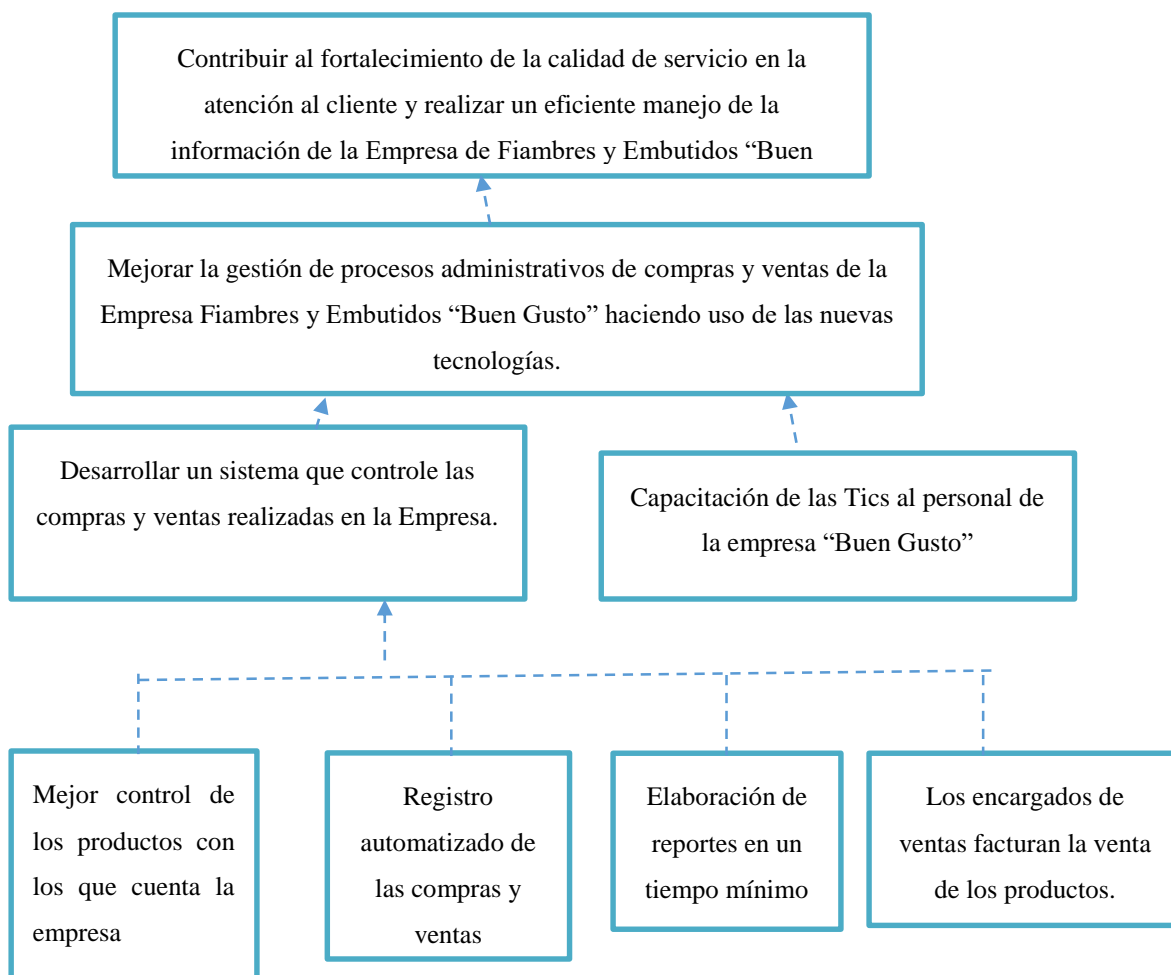 Contribuir al fortalecimiento de la calidad de servicio en la
atención al cliente y realizar un eficiente manejo de la
información de la Empresa de Fiambres y Embutidos “Buen
Mejorar la gestión de procesos administrativos de compras y ventas de la
Empresa Fiambres y Embutidos “Buen Gusto” haciendo uso de las nuevas
tecnologías.
Desarrollar un sistema que controle las
compras y ventas realizadas en la Empresa.
Capacitación de las Tics al personal de
la empresa “Buen Gusto”
Mejor control de
los productos con
los que cuenta la
empresa
Registro
automatizado de
las compras y
ventas
Elaboración de
reportes en un
tiempo mínimo
Los encargados de
ventas facturan la venta
de los productos.